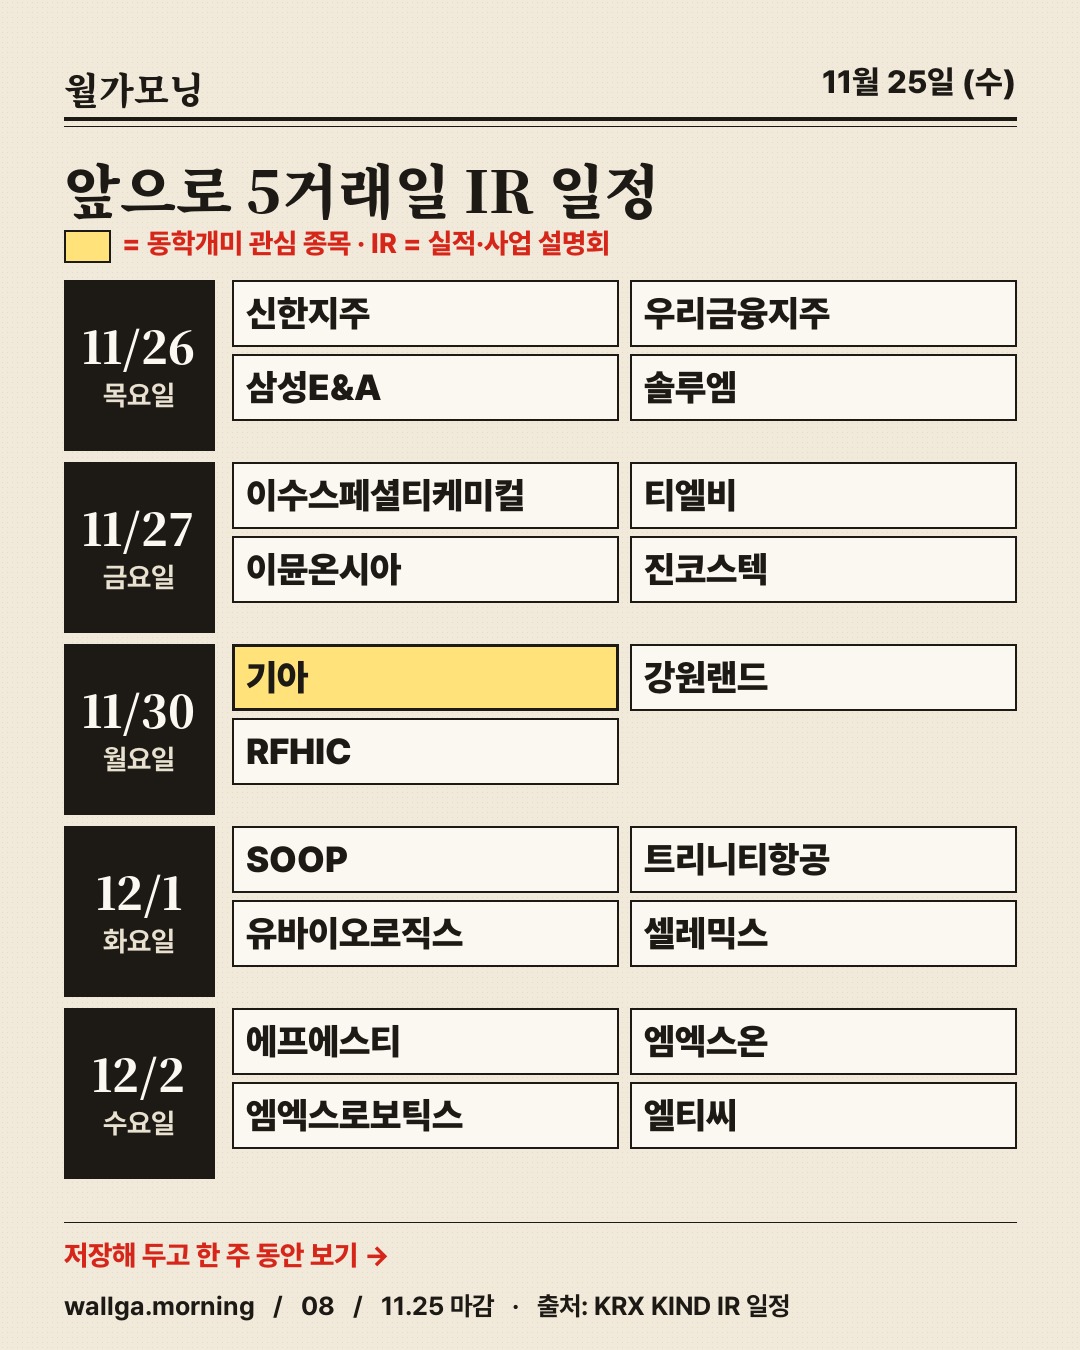 월가모닝
11월 25일 (수)
앞으로 5거래일 IR 일정
= 동학개미 관심 종목 · IR = 실적·사업 설명회
11/26
목요일
신한지주
우리금융지주
삼성E&A
솔루엠
11/27
금요일
이수스페셜티케미컬
티엘비
이뮨온시아
진코스텍
11/30
월요일
기아
강원랜드
RFHIC
12/1
화요일
SOOP
트리니티항공
유바이오로직스
셀레믹스
12/2
수요일
에프에스티
엠엑스온
엠엑스로보틱스
엘티씨
저장해 두고 한 주 동안 보기 →
wallga.morning / 08 / 11.25 마감 · 출처: KRX KIND IR 일정